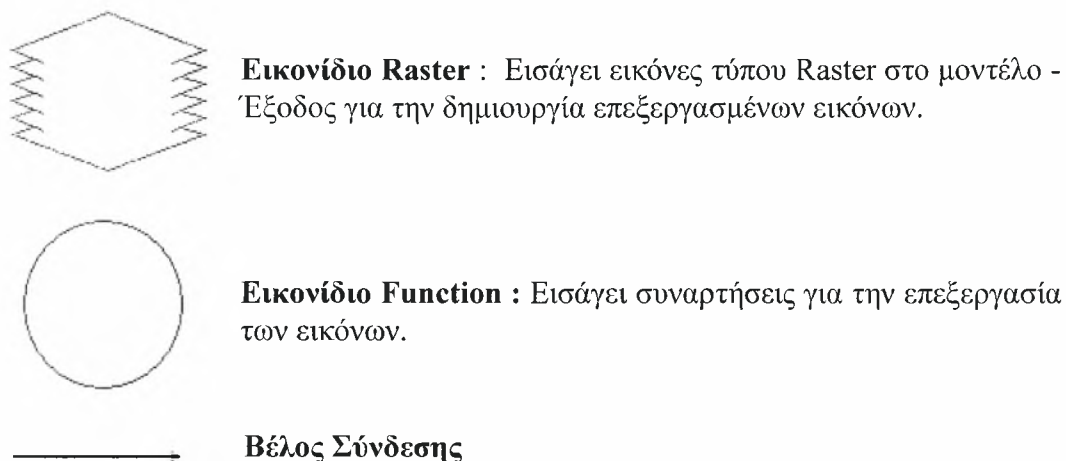 Εικονίδιο Raster : Εισάγει εικόνες τύπου Raster στο μοντέλο -
Έξοδος για την δημιουργία επεξεργασμένων εικόνων.
Εικονίδιο Function : Εισάγει συναρτήσεις για την επεξεργασία
των εικόνων.
Βέλος Σύνδεσης